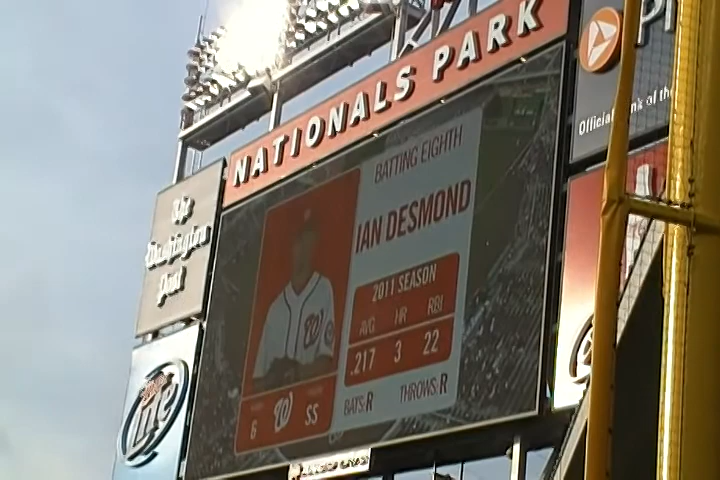 NATIONALS PARK
The
Washington
Post
Lite
BATTING EIGHTH
IAN DESMOND
2011 SEASON
AVG HR RBI
.217 3 22
BATS:R THROWS:R
W
W
6 SS
Official
of the